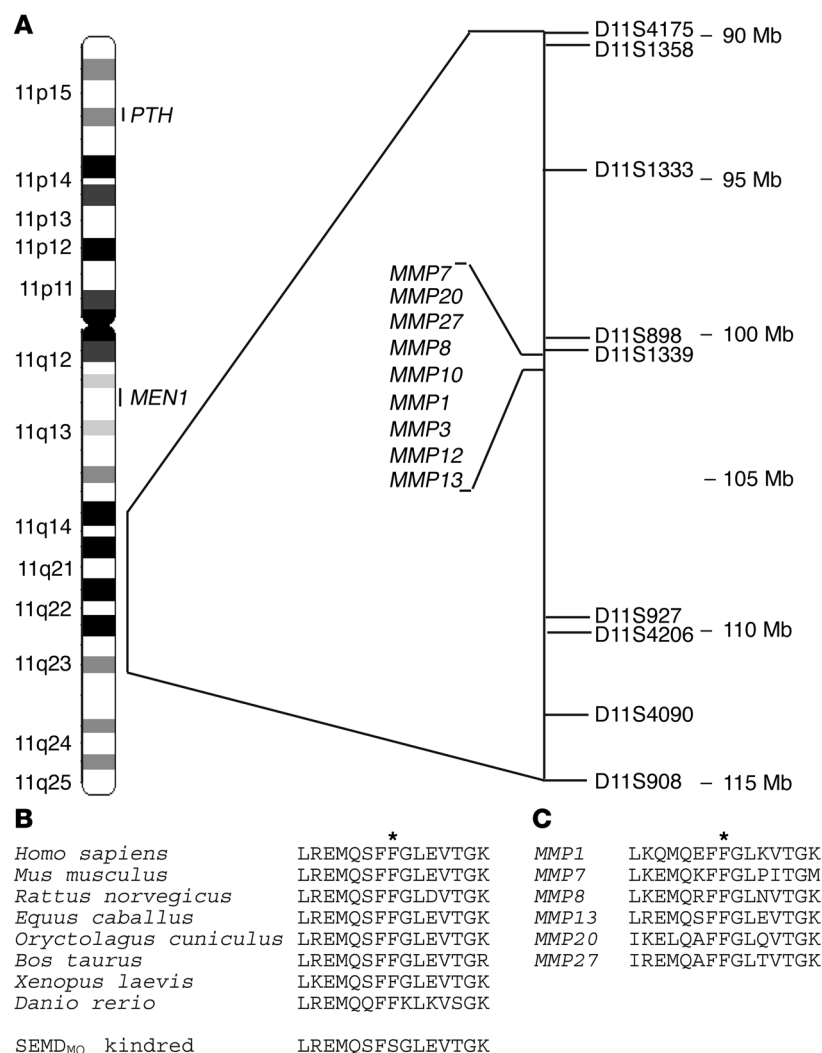 A
11p15
PTH
11p14
11p13
11p12
11p11
11q12
MEN1
11q13
11q14
11q21
11q22
11q23
11q24
11q25
MMP7
MMP20
MMP27
MMP8
MMP10
MMP1
MMP3
MMP12
MMP13
D11S4175 – 90 Mb
D11S1358
D11S1333 – 95 Mb
D11S898 – 100 Mb
D11S1339
– 105 Mb
D11S927
D11S4206 – 110 Mb
D11S4090
D11S908 – 115 Mb
B
*
Homo sapiens LREMQSFFGLEVTGK
Mus musculus LREMQSFFGLEVTGK
Rattus norvegicus LREMQSFFGLDVTGK
Equus caballus LREMQSFFGLEVTGK
Oryctolagus cuniculus LREMQSFFGLEVTGK
Bos taurus LREMQSFFGLEVTGR
Xenopus laevis LKEMQSFFGLEVTGK
Danio rerio LREMQQFFKLKVSGK
SEMDMO kindred LREMQSFSGLEVTGK
C
*
MMP1 LKQMQEFFGLKVTGK
MMP7 LKEMQKFFGLPITGM
MMP8 LKEMQRFFGLNVTGK
MMP13 LREMQSFFGLEVTGK
MMP20 IKELQAFFGLQVTGK
MMP27 IREMQAFFGLTVTGK